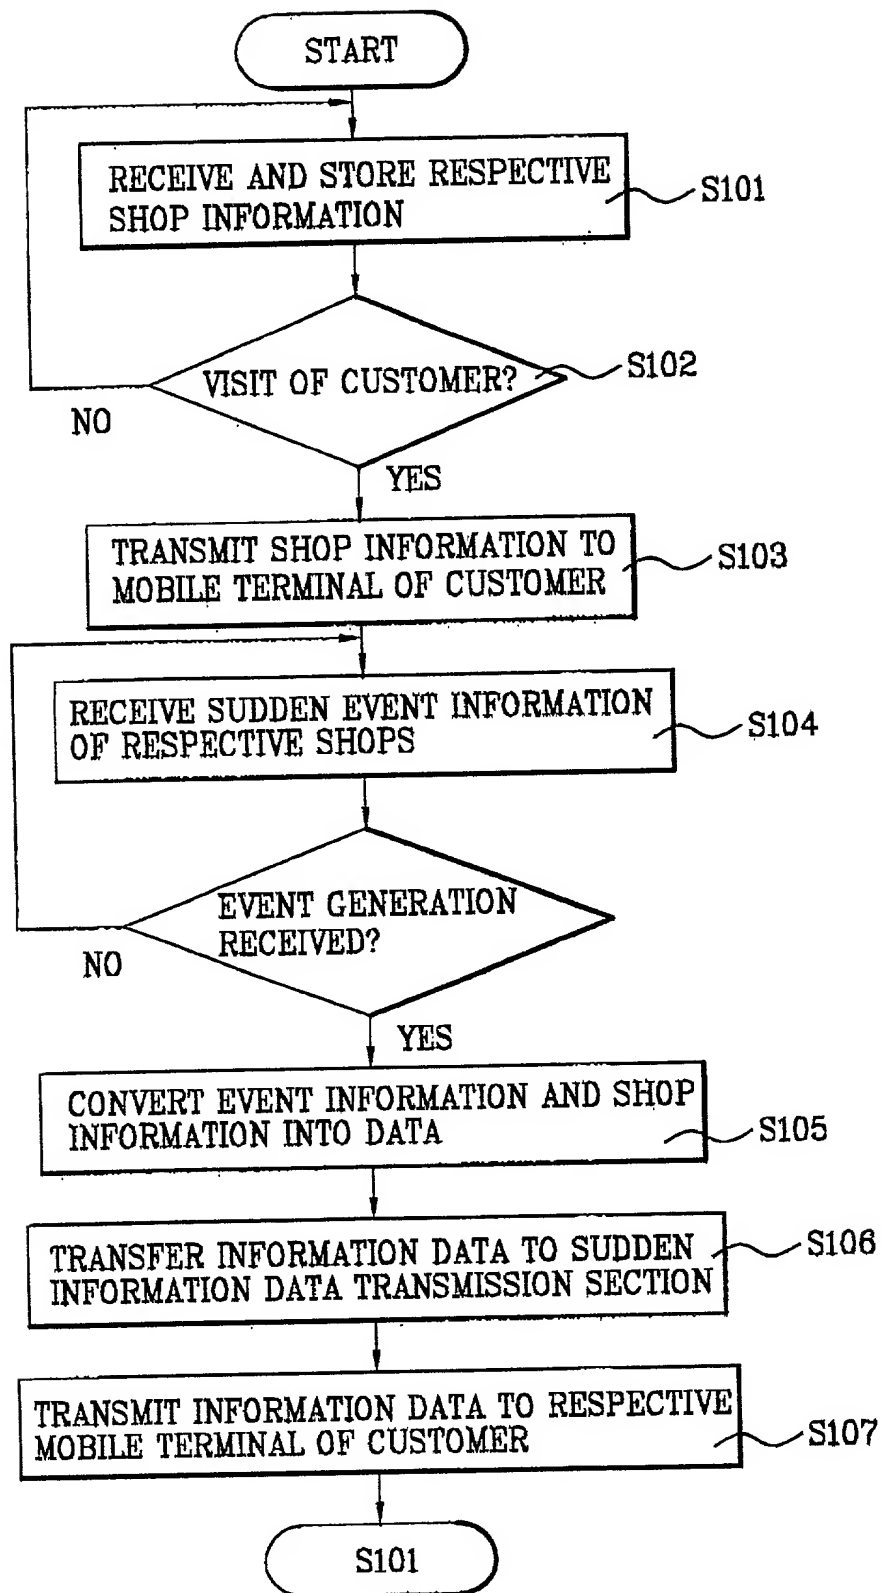 START
RECEIVE AND STORE RESPECTIVE
SHOP INFORMATION
S101
VISIT OF CUSTOMER?
S102
NO
YES
TRANSMIT SHOP INFORMATION TO
MOBILE TERMINAL OF CUSTOMER
S103
RECEIVE SUDDEN EVENT INFORMATION
OF RESPECTIVE SHOPS
S104
EVENT GENERATION
RECEIVED?
NO
YES
CONVERT EVENT INFORMATION AND SHOP
INFORMATION INTO DATA
S105
TRANSFER INFORMATION DATA TO SUDDEN
INFORMATION DATA TRANSMISSION SECTION
S106
TRANSMIT INFORMATION DATA TO RESPECTIVE
MOBILE TERMINAL OF CUSTOMER
S107
S101